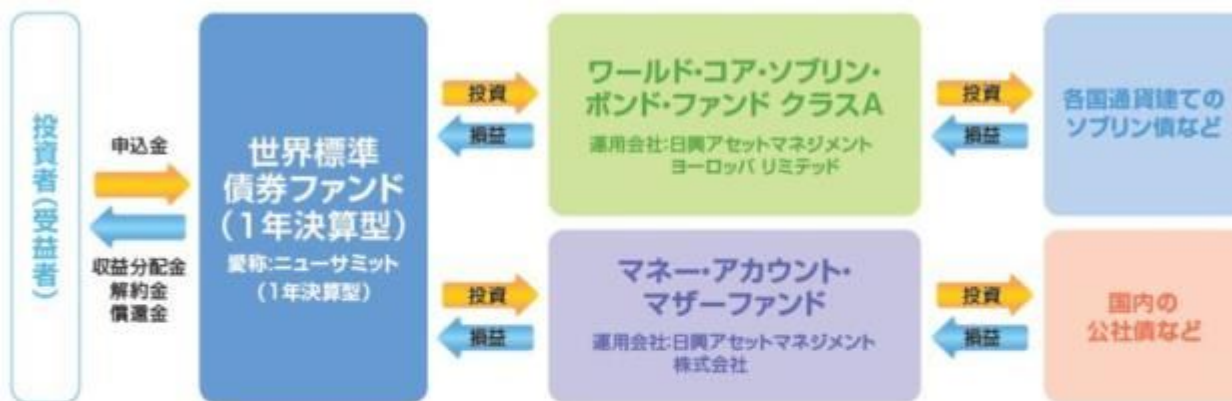 投資者(受益者)
申込金
収益分配金
解約金
償還金
世界標準
債券ファンド
(1年決算型)
愛称:ニューサミット
(1年決算型)
投資
損益
ワールド・コア・ソブリン・
ボンド・ファンド クラスA
運用会社:日興アセットマネジメント
ヨーロッパ リミテッド
投資
損益
各国通貨建ての
ソブリン債など
投資
損益
マネー・アカウント・
マザーファンド
運用会社:日興アセットマネジメント
株式会社
投資
損益
国内の
公社債など